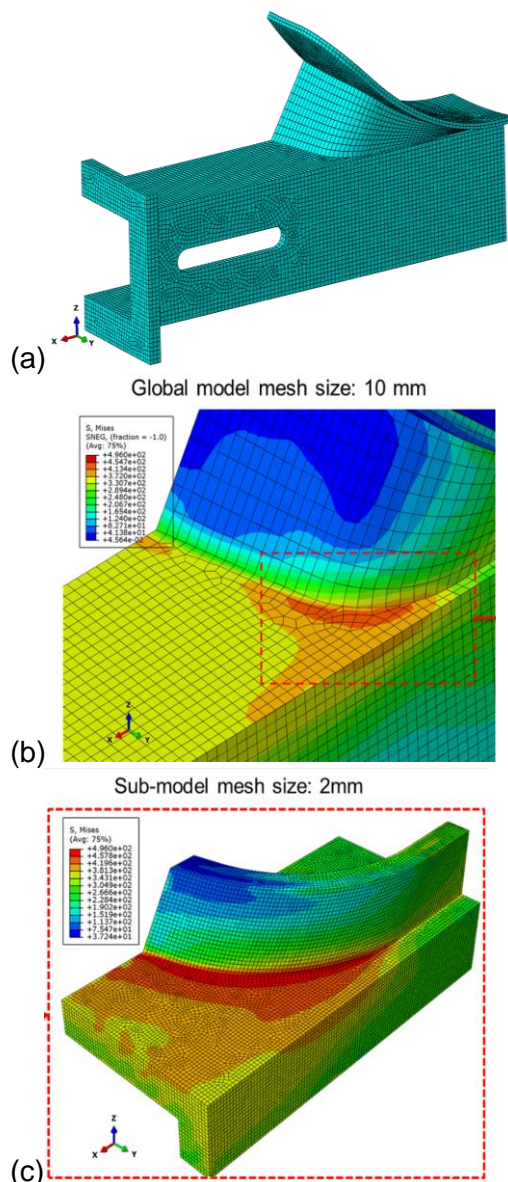 Z
X
Y
(a)
Global model mesh size: 10 mm
S, Mises
SNEG, (fraction = -1.0)
(Avg: 75%)
+4.960e+02
+4.547e+02
+4.134e+02
+3.720e+02
+3.307e+02
+2.894e+02
+2.480e+02
+2.067e+02
+1.654e+02
+1.240e+02
+8.271e+01
+4.138e+01
+4.564e-02
Z
X
Y
(b)
Sub-model mesh size: 2mm
S, Mises
(Avg: 75%)
+4.960e+02
+4.578e+02
+4.196e+02
+3.813e+02
+3.431e+02
+3.049e+02
+2.666e+02
+2.284e+02
+1.902e+02
+1.519e+02
+1.137e+02
+7.547e+01
+3.724e+01
Z
X
Y
(c)